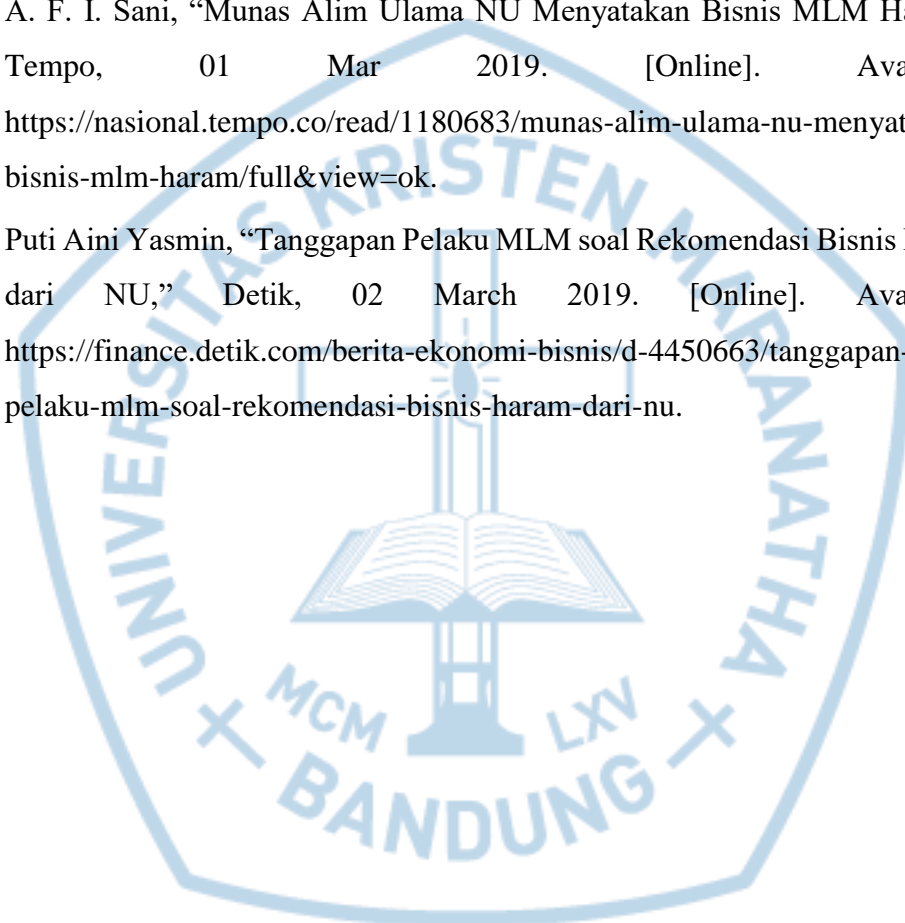 A. F. I. Sani, “Munas Alim Ulama NU Menyatakan Bisnis MLM Ha
Tempo, 01 Mar 2019. [Online]. Ava
https://nasional.tempo.co/read/1180683/munas-alim-ulama-nu-menyat
bisnis-mlm-haram/full&view=ok.
Puti Aini Yasmin, “Tanggapan Pelaku MLM soal Rekomendasi Bisnis
dari NU,” Detik, 02 March 2019. [Online]. Ava
https://finance.detik.com/berita-ekonomi-bisnis/d-4450663/tanggapan-
pelaku-mlm-soal-rekomendasi-bisnis-haram-dari-nu.
UNIVERSITAS KRISTEN MARANATHA
MCM LXV
BANDUNG